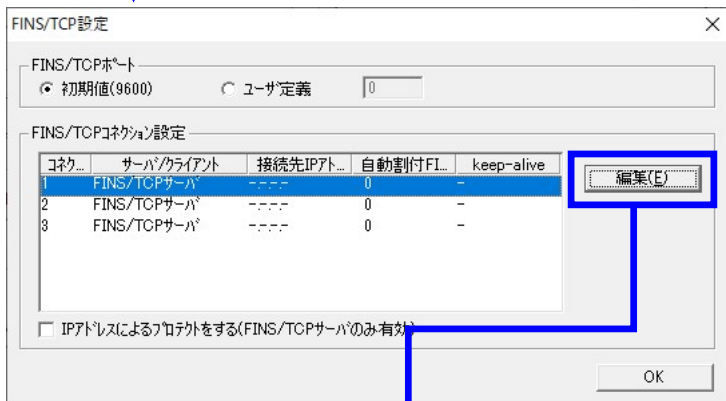 FINS/TCP設定
FINS/TCPポート
初期値(9600) ユーザ定義 0
FINS/TCPコネクション設定
コネク... サーバ/クライアント 接続先IPアト... 自動割付FI... keep-alive
1 FINS/TCPサーバ -.-.-.- 0 -
2 FINS/TCPサーバ -.-.-.- 0 -
3 FINS/TCPサーバ -.-.-.- 0 -
編集(E)
IPアドレスによるプロテクトをする(FINS/TCPサーバのみ有効)
OK